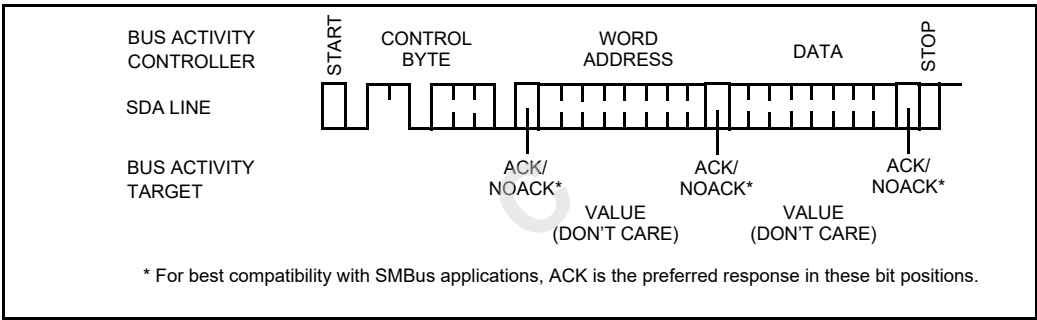 BUS ACTIVITY
CONTROLLER
START
CONTROL
BYTE
WORD
ADDRESS
DATA
STOP
SDA LINE
BUS ACTIVITY
TARGET
ACK/
NOACK*
ACK/
NOACK*
ACK/
NOACK*
VALUE
(DON'T CARE)
VALUE
(DON'T CARE)
* For best compatibility with SMBus applications, ACK is the preferred response in these bit positions.